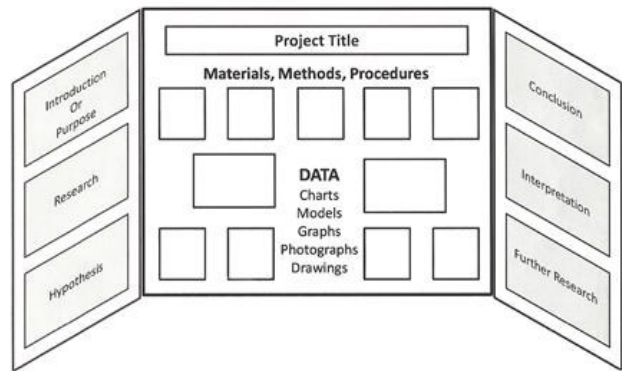 Introduction
Or
Purpose
Research
Hypothesis
Project Title
Materials, Methods, Procedures
DATA
Charts
Models
Graphs
Photographs
Drawings
Conclusion
Interpretation
Further Research